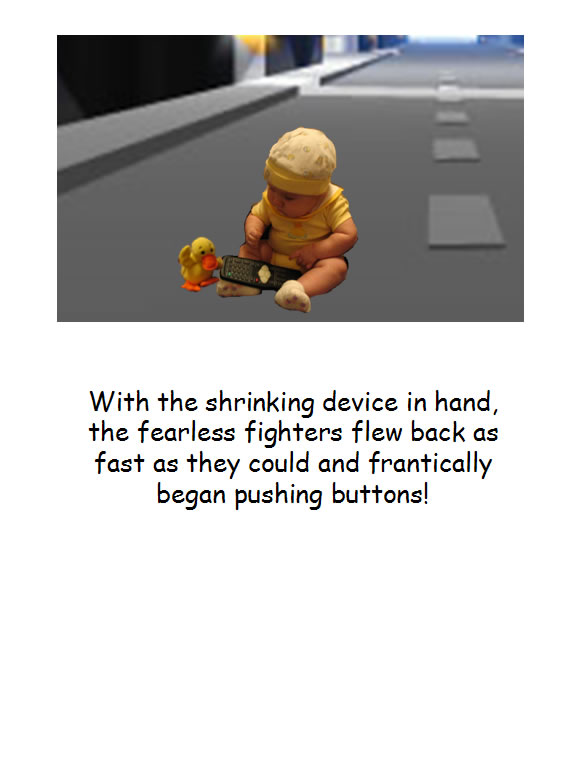 With the shrinking device in hand,
the fearless fighters flew back as
fast as they could and frantically
began pushing buttons!